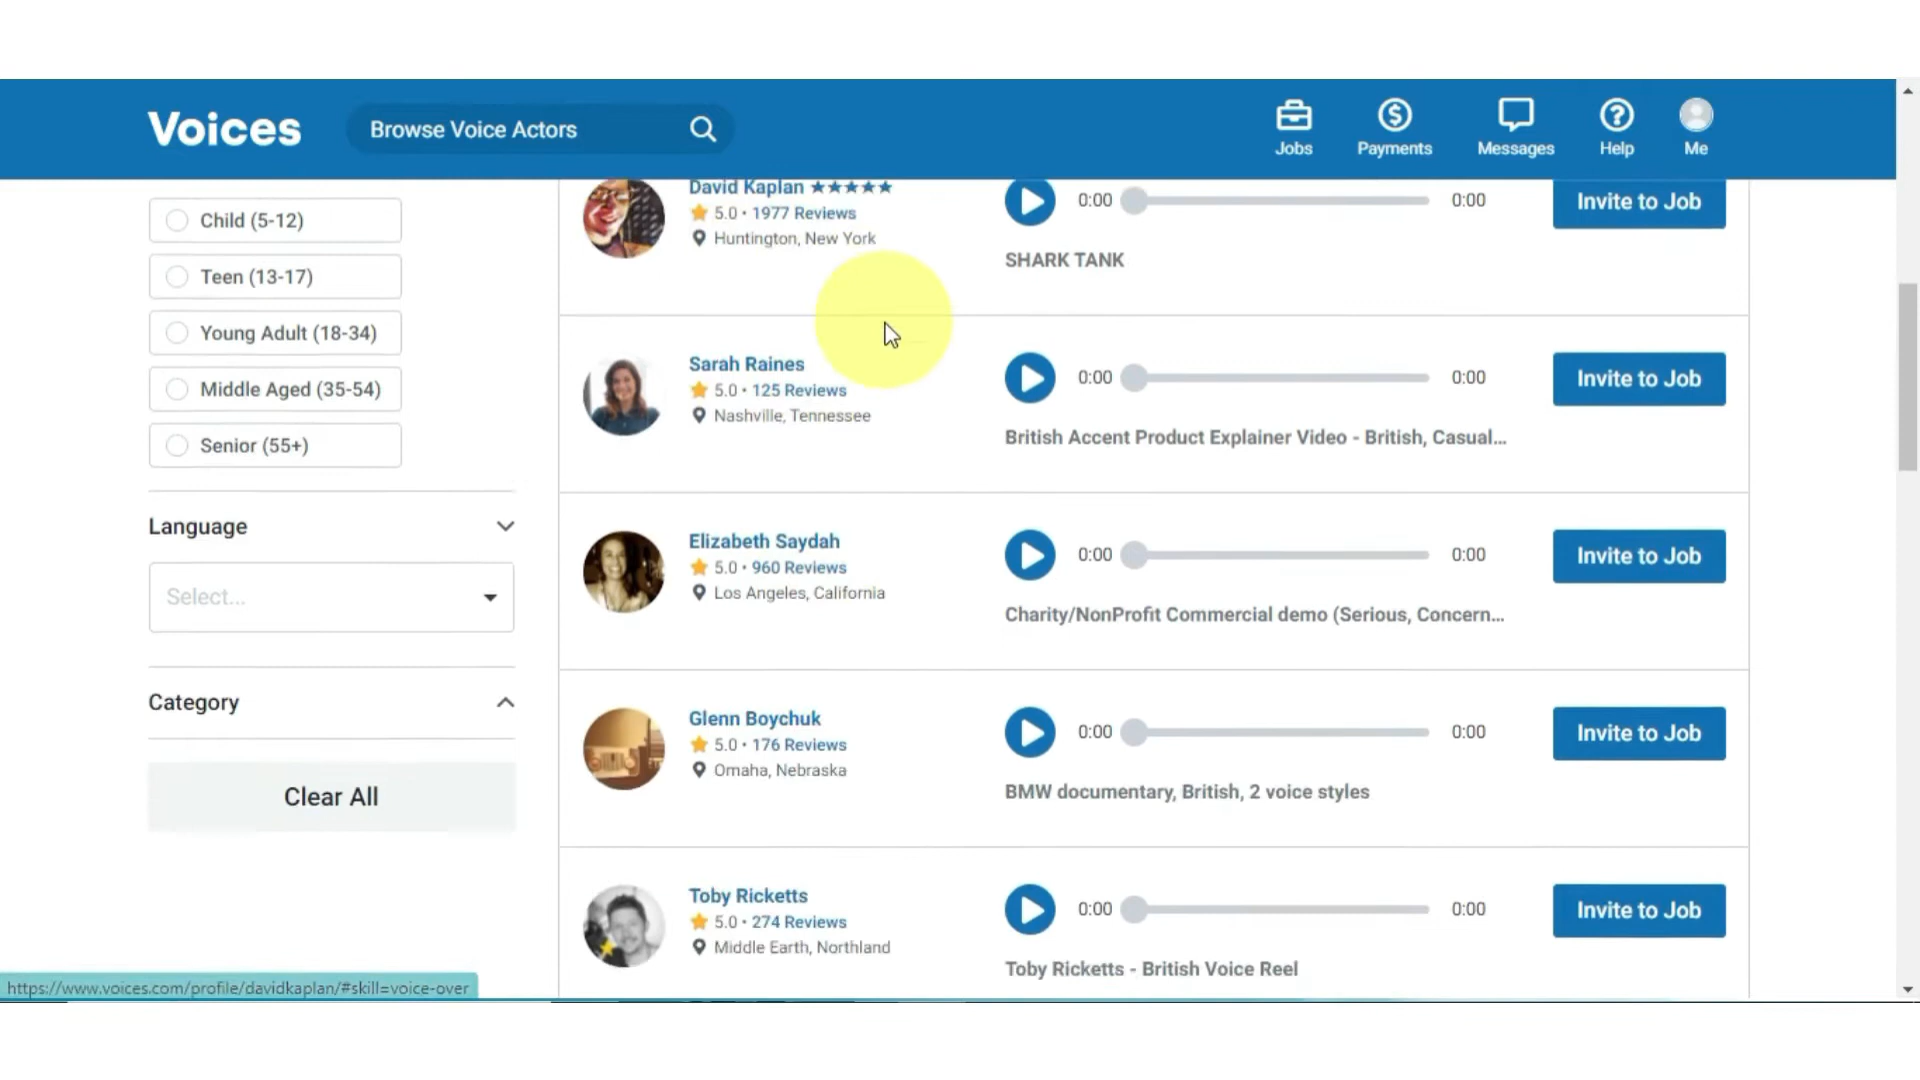 Voices
Browse Voice Actors
Jobs
Payments
Messages
Help
Me
Child (5-12)
Teen (13-17)
Young Adult (18-34)
Middle Aged (35-54)
Senior (55+)
Language
Select...
Category
Clear All
David Kaplan ★★★★★
5.0 • 1977 Reviews
Huntington, New York
0:00
0:00
SHARK TANK
Invite to Job
Sarah Raines
5.0 • 125 Reviews
Nashville, Tennessee
0:00
0:00
British Accent Product Explainer Video - British, Casual...
Invite to Job
Elizabeth Saydah
5.0 • 960 Reviews
Los Angeles, California
0:00
0:00
Charity/NonProfit Commercial demo (Serious, Concern...
Invite to Job
Glenn Boychuk
5.0 • 176 Reviews
Omaha, Nebraska
0:00
0:00
BMW documentary, British, 2 voice styles
Invite to Job
Toby Ricketts
5.0 • 274 Reviews
Middle Earth, Northland
0:00
0:00
Toby Ricketts - British Voice Reel
Invite to Job
https://www.voices.com/profile/davidkaplan/#skill=voice-over